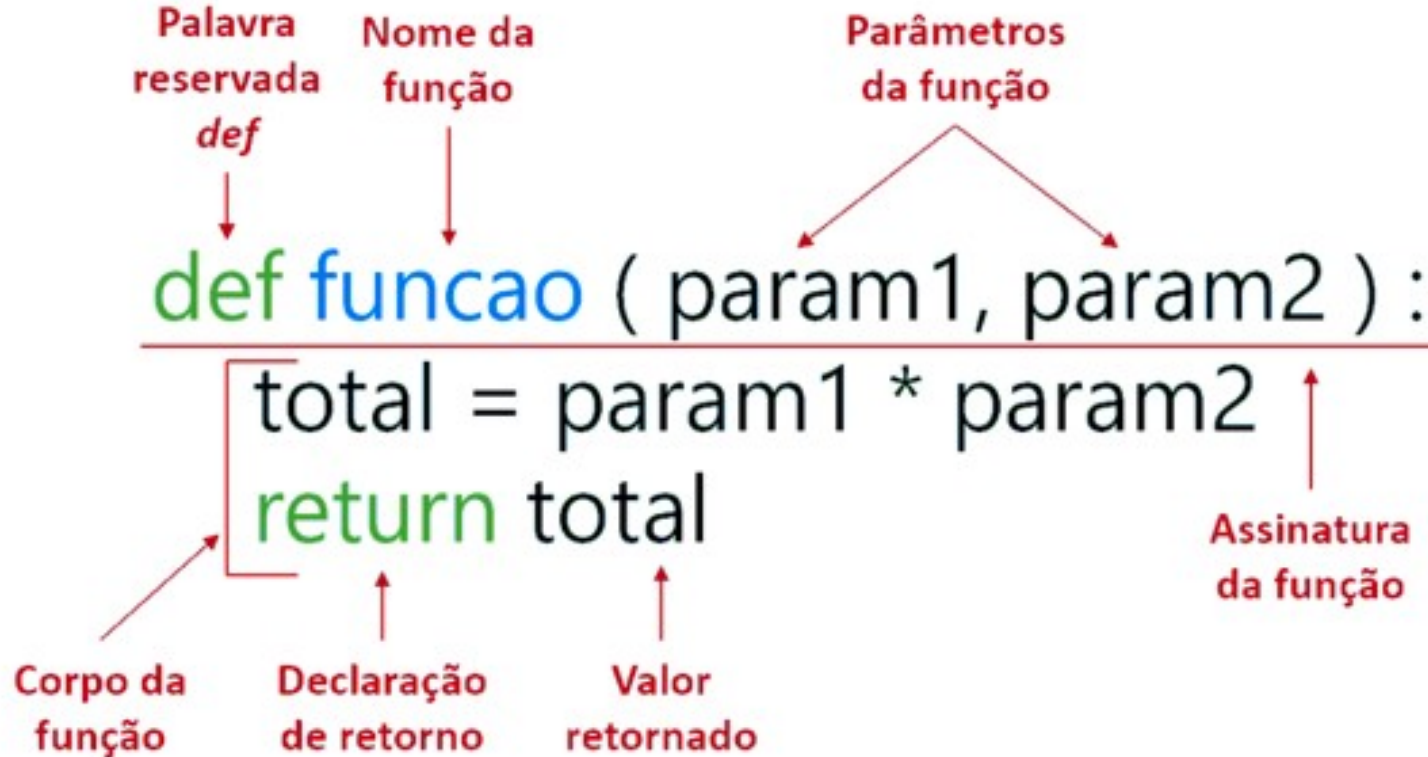 Palavra
reservada
def
Nome da
função
Parâmetros
da função
def funcao ( param1, param2 ) :
total = param1 * param2
return total
Assinatura
da função
Corpo da
função
Declaração
de retorno
Valor
retornado